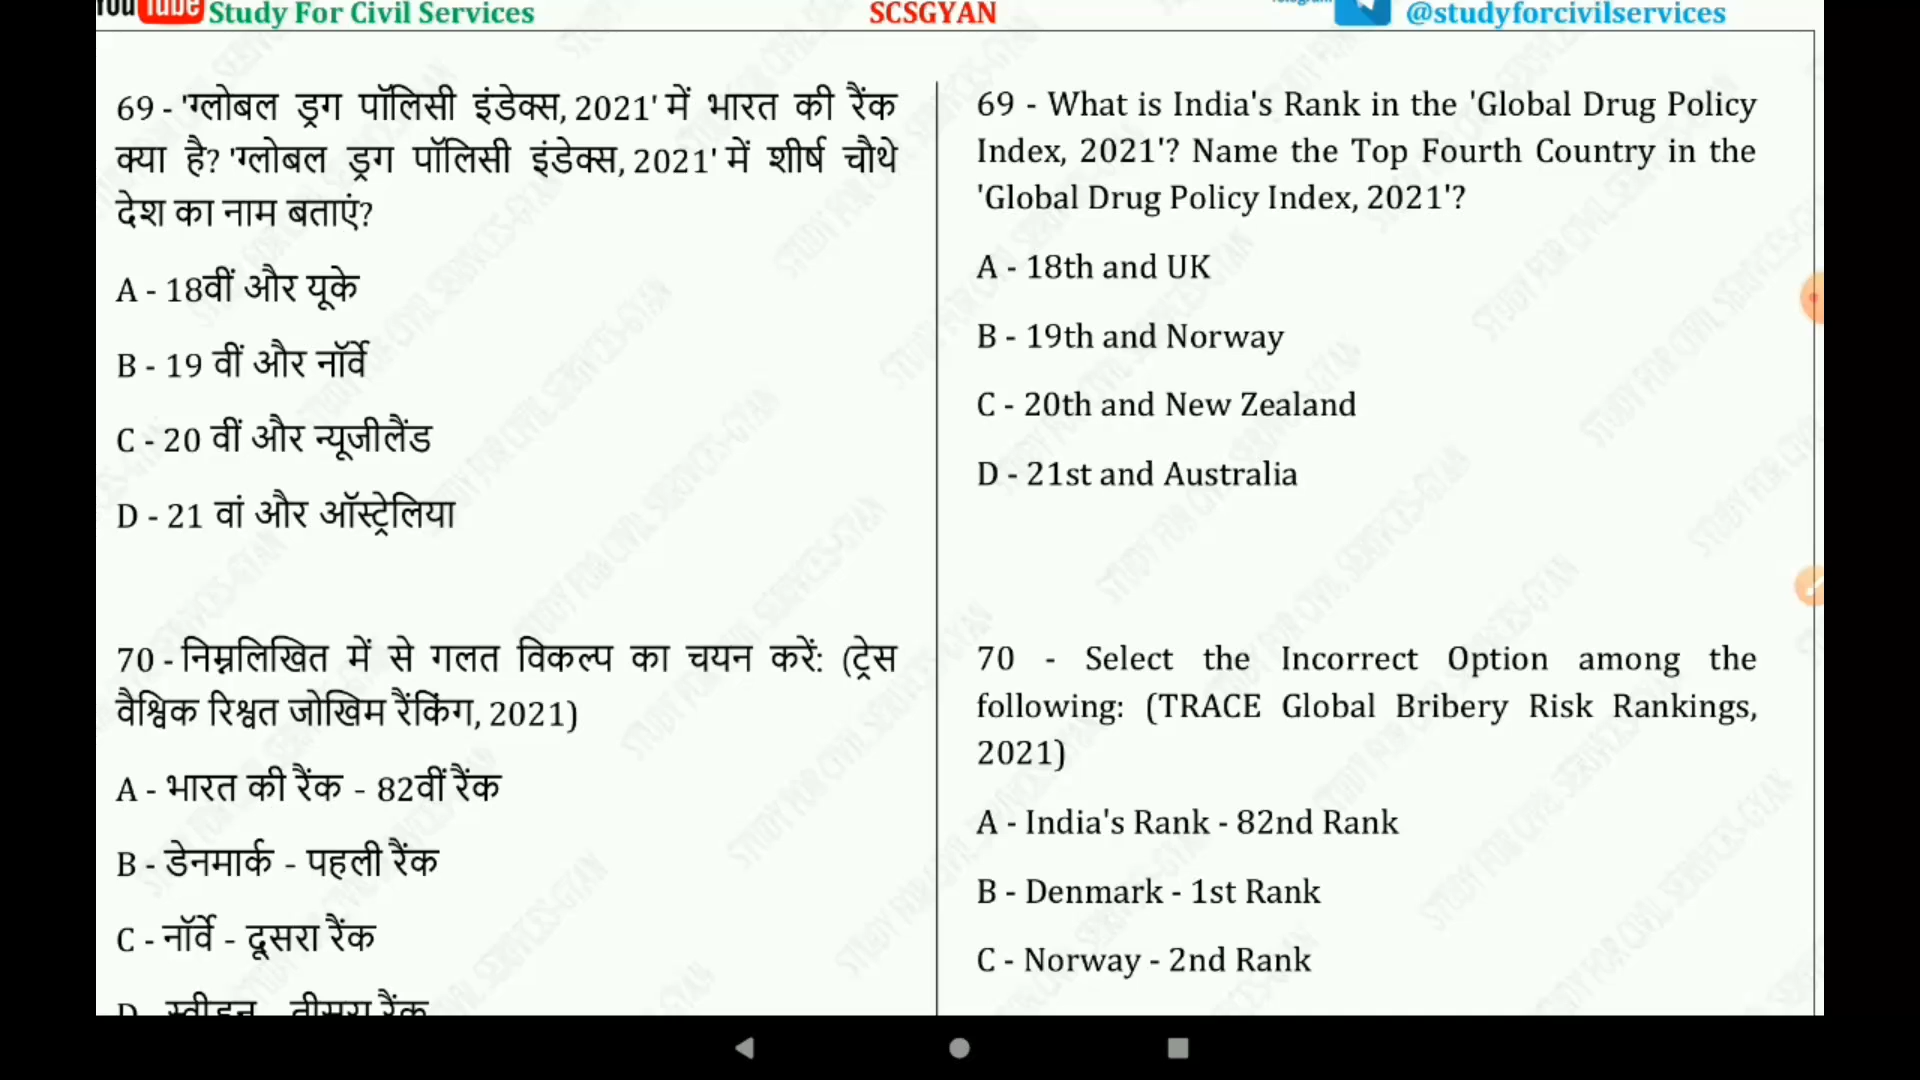 YouTube Study For Civil Services
SCSGYAN
@studyforcivilservices
69 - 'ग्लोबल ड्रग पॉलिसी इंडेक्स, 2021' में भारत की रैंक
क्या है? 'ग्लोबल ड्रग पॉलिसी इंडेक्स, 2021' में शीर्ष चौथे
देश का नाम बताएं?
A - 18वीं और यूके
B - 19 वीं और नॉर्वे
C - 20 वीं और न्यूजीलैंड
D - 21 वां और ऑस्ट्रेलिया
70 - निम्नलिखित में से गलत विकल्प का चयन करें: (ट्रेस
वैश्विक रिश्वत जोखिम रैंकिंग, 2021)
A - भारत की रैंक - 82वीं रैंक
B - डेनमार्क - पहली रैंक
C - नॉर्वे - दूसरा रैंक
D - स्वीडन - तीसरा रैंक
69 - What is India's Rank in the 'Global Drug Policy
Index, 2021'? Name the Top Fourth Country in the
'Global Drug Policy Index, 2021'?
A - 18th and UK
B - 19th and Norway
C - 20th and New Zealand
D - 21st and Australia
70 - Select the Incorrect Option among the
following: (TRACE Global Bribery Risk Rankings,
2021)
A - India's Rank - 82nd Rank
B - Denmark - 1st Rank
C - Norway - 2nd Rank